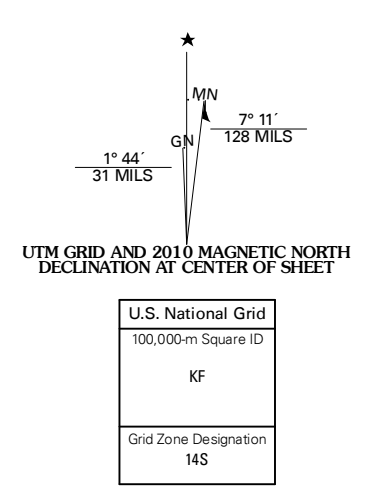 MN
7° 11´
128 MILS
GN
1° 44´
31 MILS
UTM GRID AND 2010 MAGNETIC NORTH
DECLINATION AT CENTER OF SHEET
U.S. National Grid
100,000-m Square ID
KF
Grid Zone Designation
14S